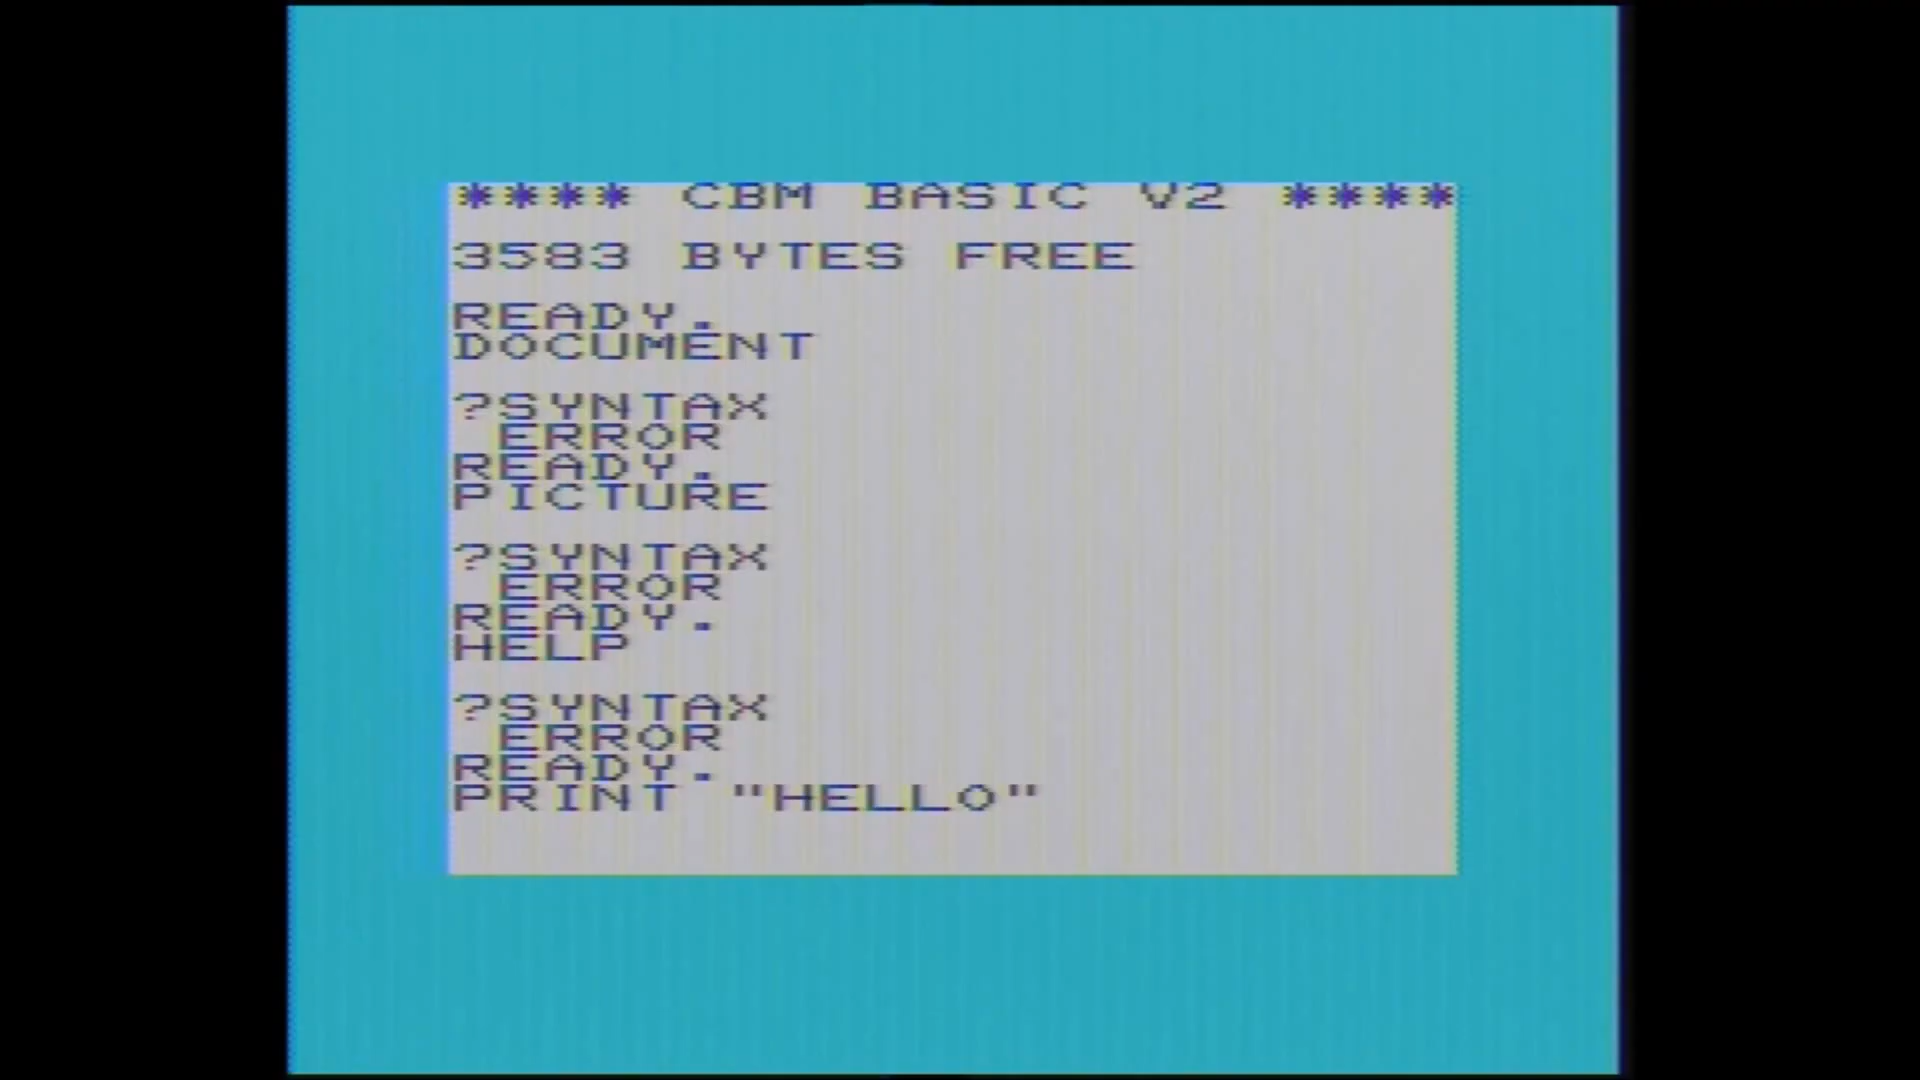 **** CBM BASIC V2 ****
3583 BYTES FREE
READY.
DOCUMENT
?SYNTAX
ERROR
READY.
PICTURE
?SYNTAX
ERROR
READY.
HELP
?SYNTAX
ERROR
READY.
PRINT "HELLO"